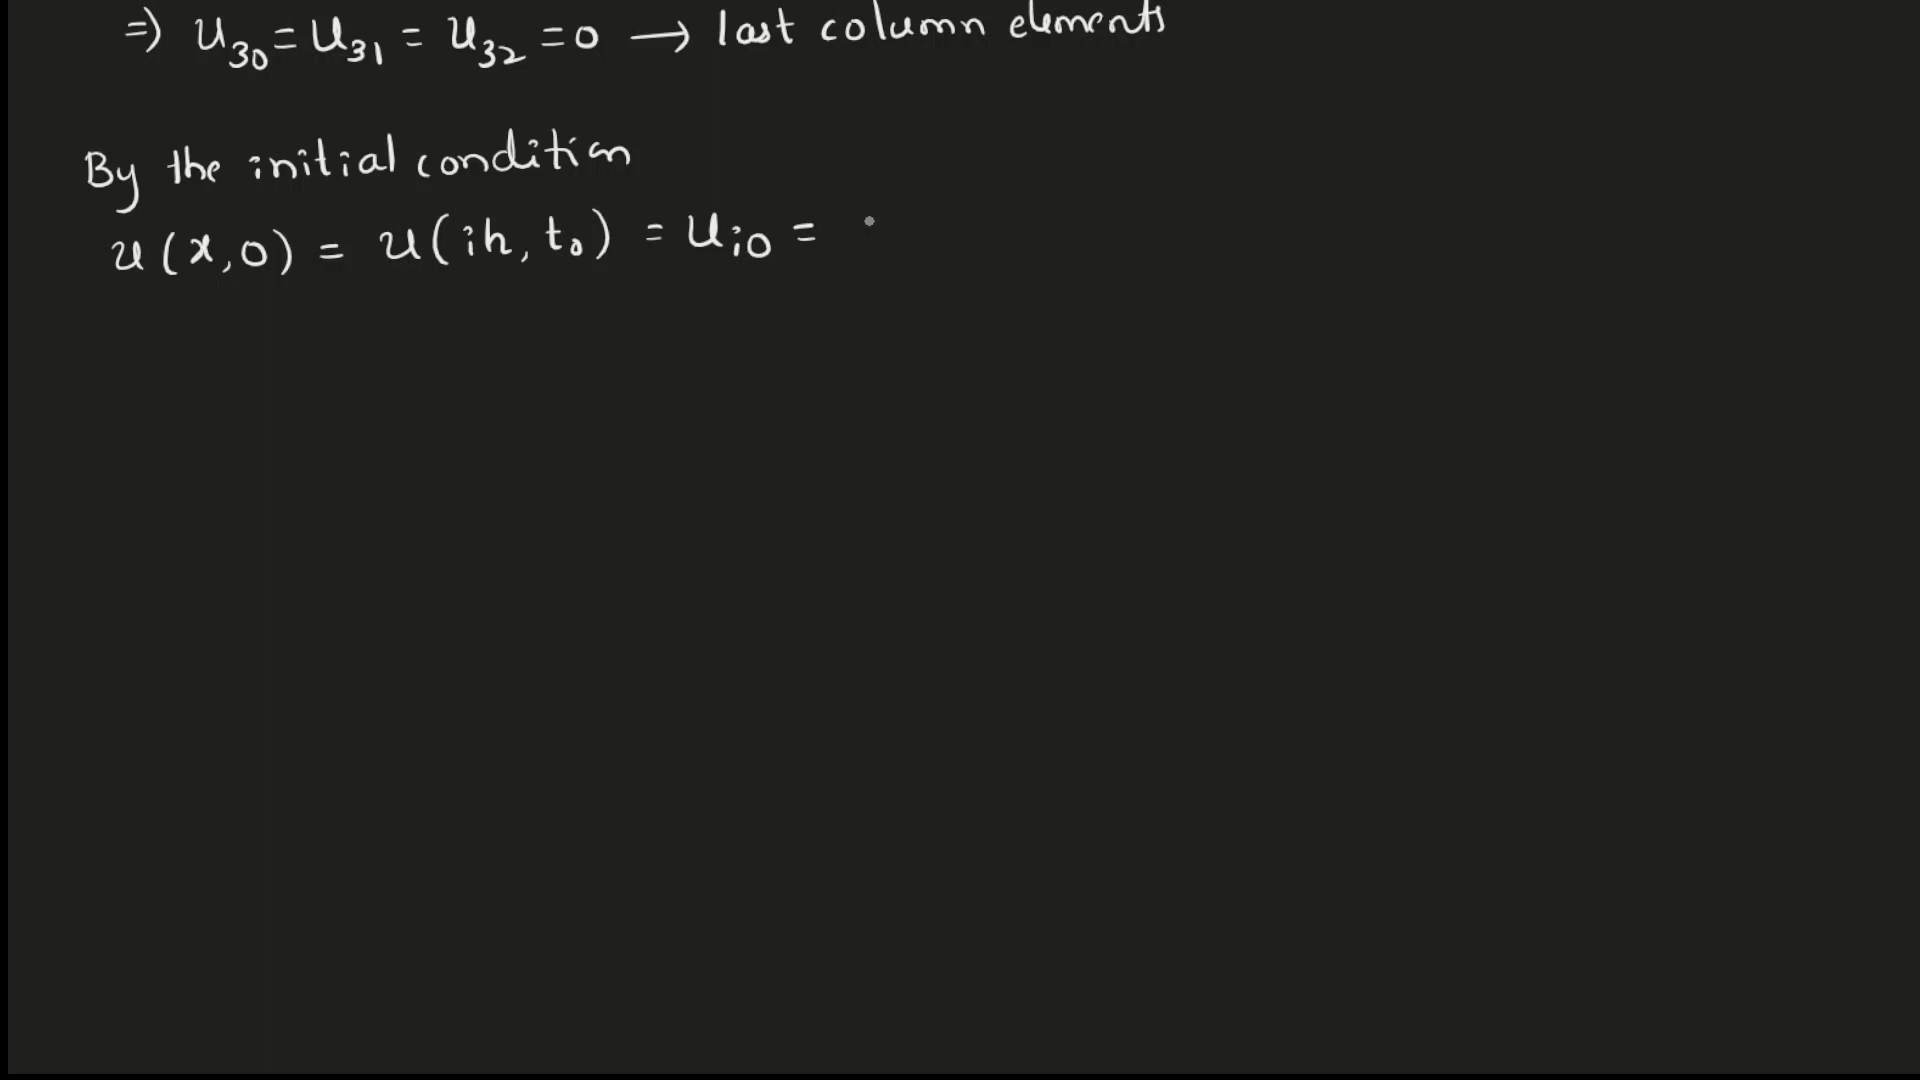 ⇒ u₃₀ = u₃₁ = u₃₂ = 0 → last column elements
By the initial condition
u(x,0) = u(ih, t₀) = uᵢ₀ =